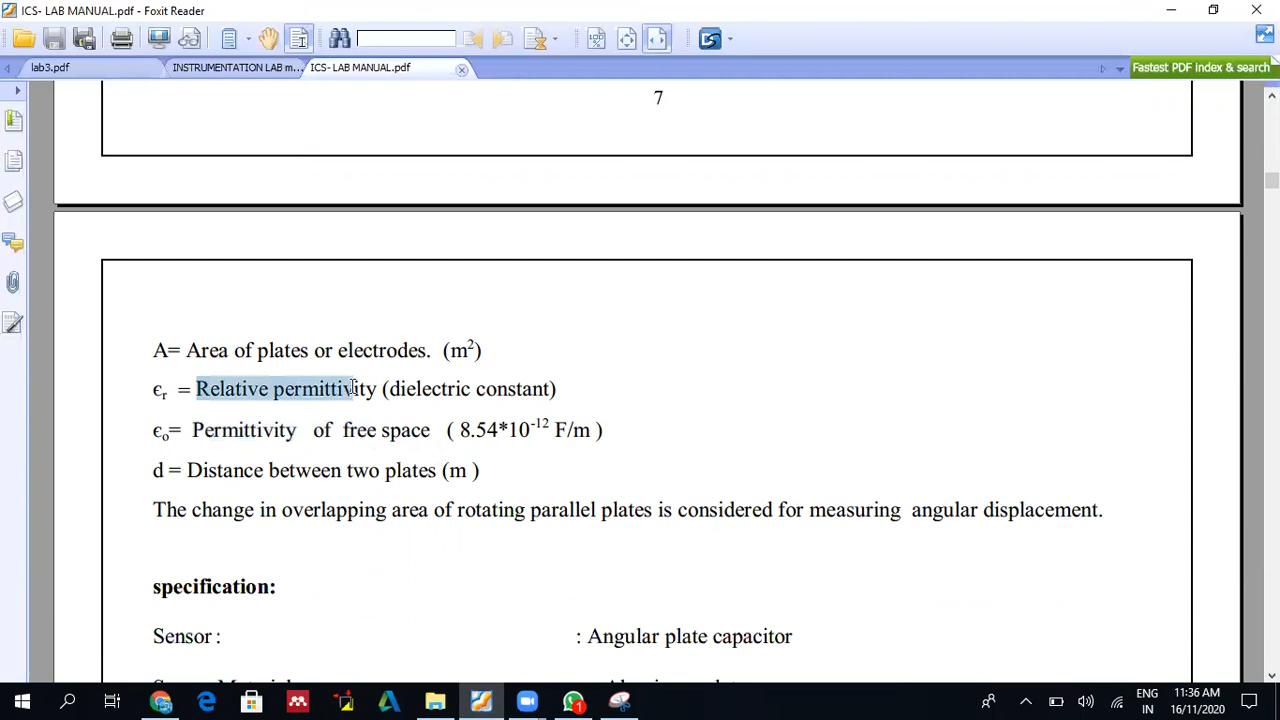 ICS- LAB MANUAL.pdf - Foxit Reader
lab3.pdf
INSTRUMENTATION LAB m...
ICS- LAB MANUAL.pdf
Fastest PDF index & search
7
A= Area of plates or electrodes. (m²)
ϵr = Relative permittivity (dielectric constant)
ϵo= Permittivity of free space ( 8.54*10⁻¹² F/m )
d = Distance between two plates (m )
The change in overlapping area of rotating parallel plates is considered for measuring angular displacement.
specification:
Sensor : : Angular plate capacitor
1
ENG
IN
11:36 AM
16/11/2020